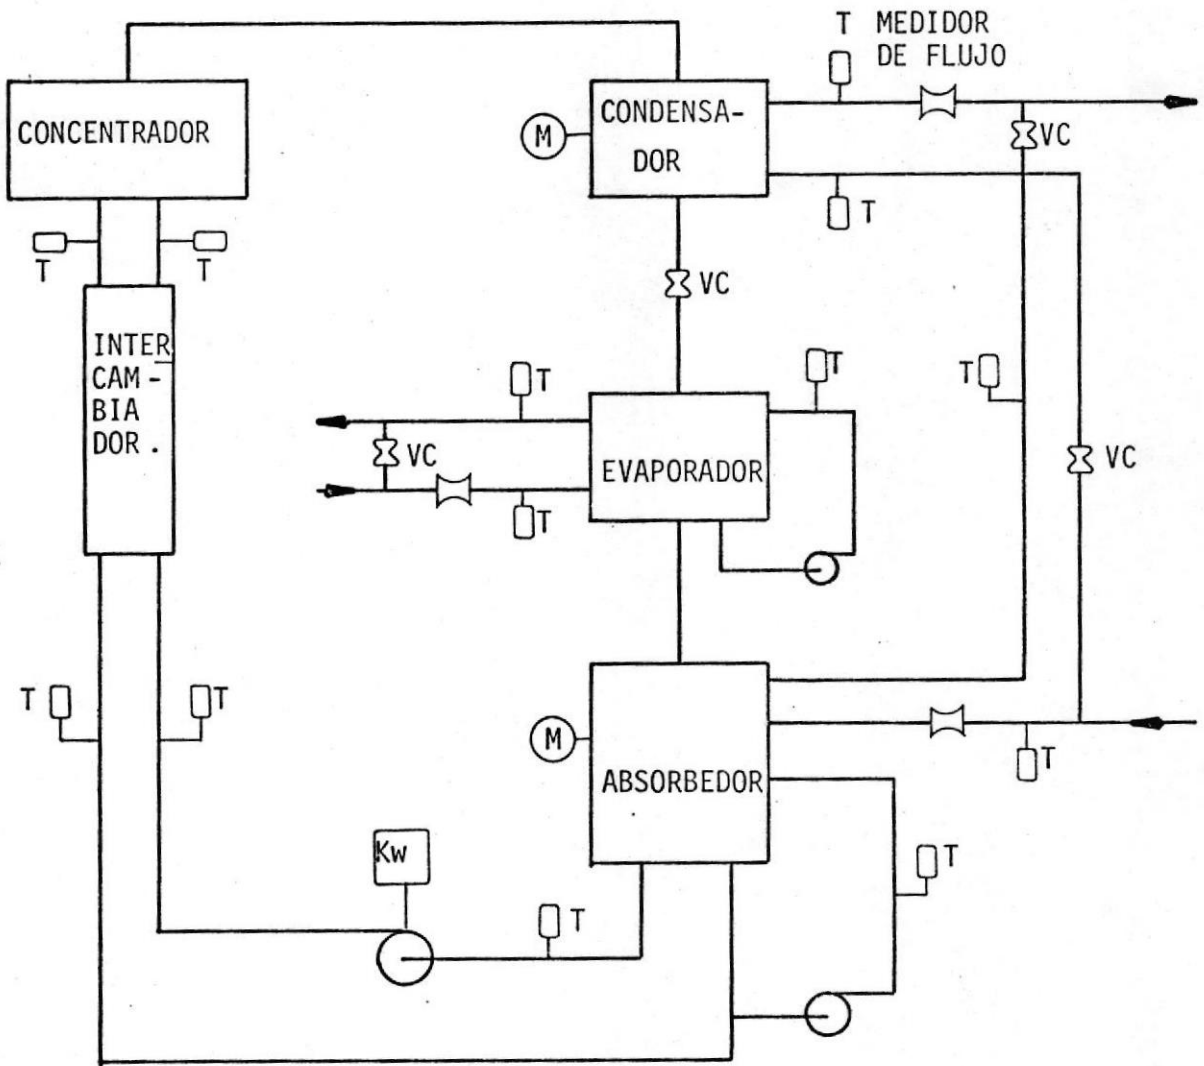 T MEDIDOR
DE FLUJO
CONCENTRADOR
CONDENSA-
DOR
M
VC
T
T
T
VC
INTER
CAM-
BIA
DOR.
T
T
T
VC
EVAPORADOR
VC
T
T
T
M
ABSORBEDOR
T
Kw
T
T